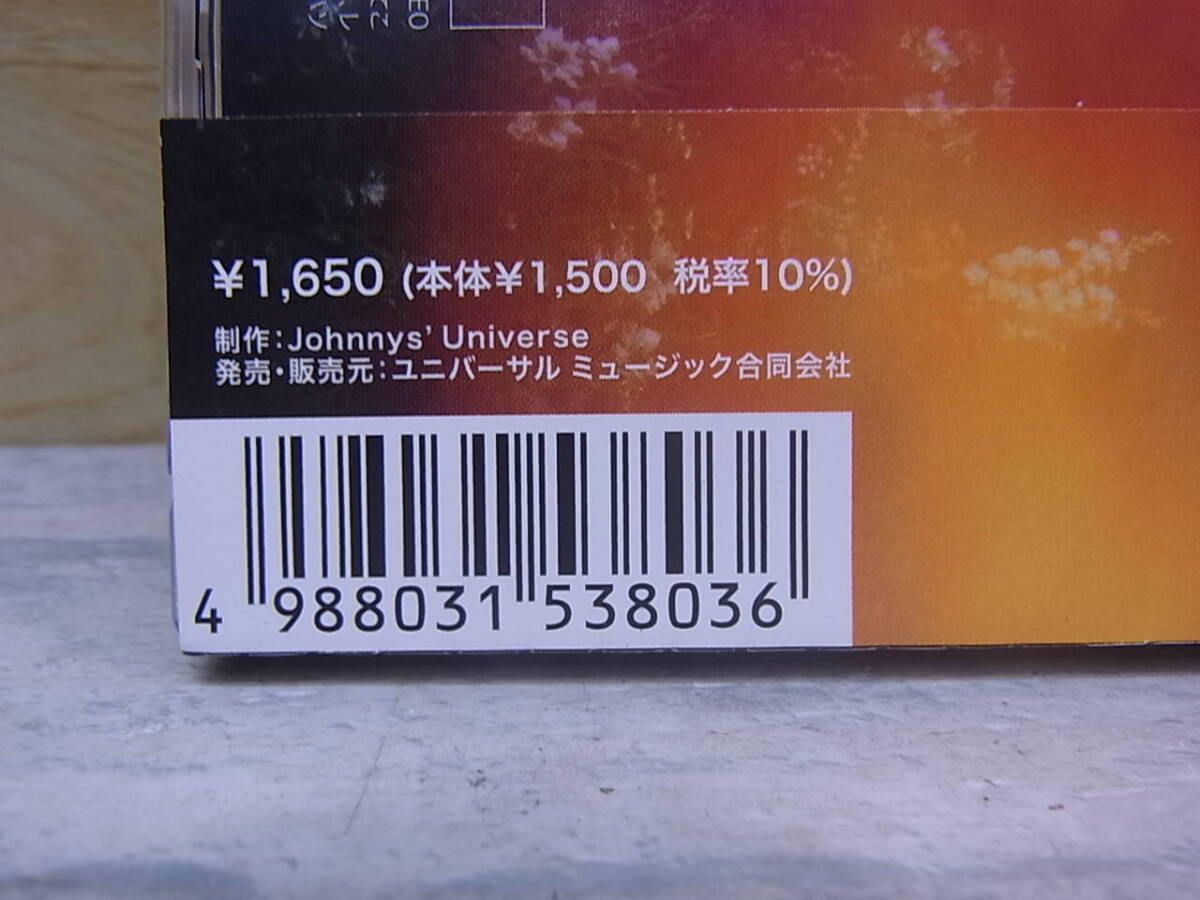 ¥1,650 (本体¥1,500 税率10%)
制作:Johnnys' Universe
発売・販売元:ユニバーサル ミュージック合同会社
4 988031 538036